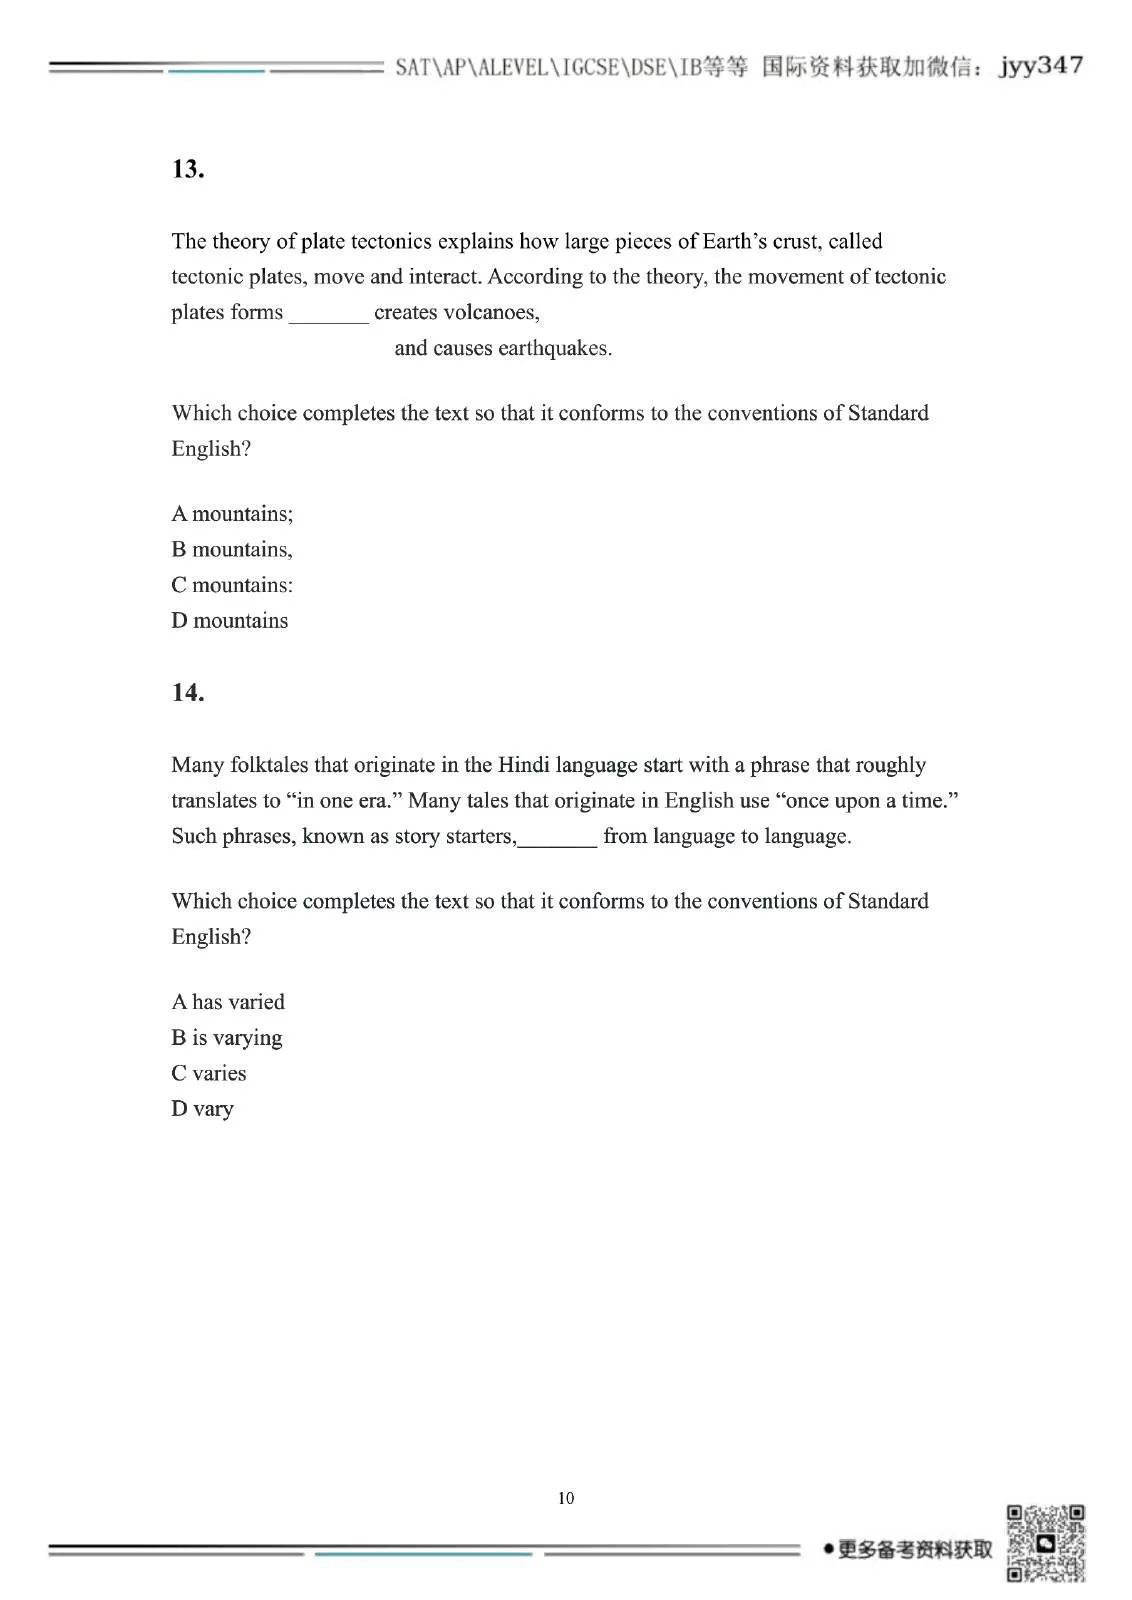 SAT\AP\ALEVEL\IGCSE\DSE\IB等等 国际资料获取加微信：jyy347
13.
The theory of plate tectonics explains how large pieces of Earth’s crust, called
tectonic plates, move and interact. According to the theory, the movement of tectonic
plates forms _______ creates volcanoes,
and causes earthquakes.
Which choice completes the text so that it conforms to the conventions of Standard
English?
A mountains;
B mountains,
C mountains:
D mountains
14.
Many folktales that originate in the Hindi language start with a phrase that roughly
translates to “in one era.” Many tales that originate in English use “once upon a time.”
Such phrases, known as story starters,_______ from language to language.
Which choice completes the text so that it conforms to the conventions of Standard
English?
A has varied
B is varying
C varies
D vary
10
●更多备考资料获取